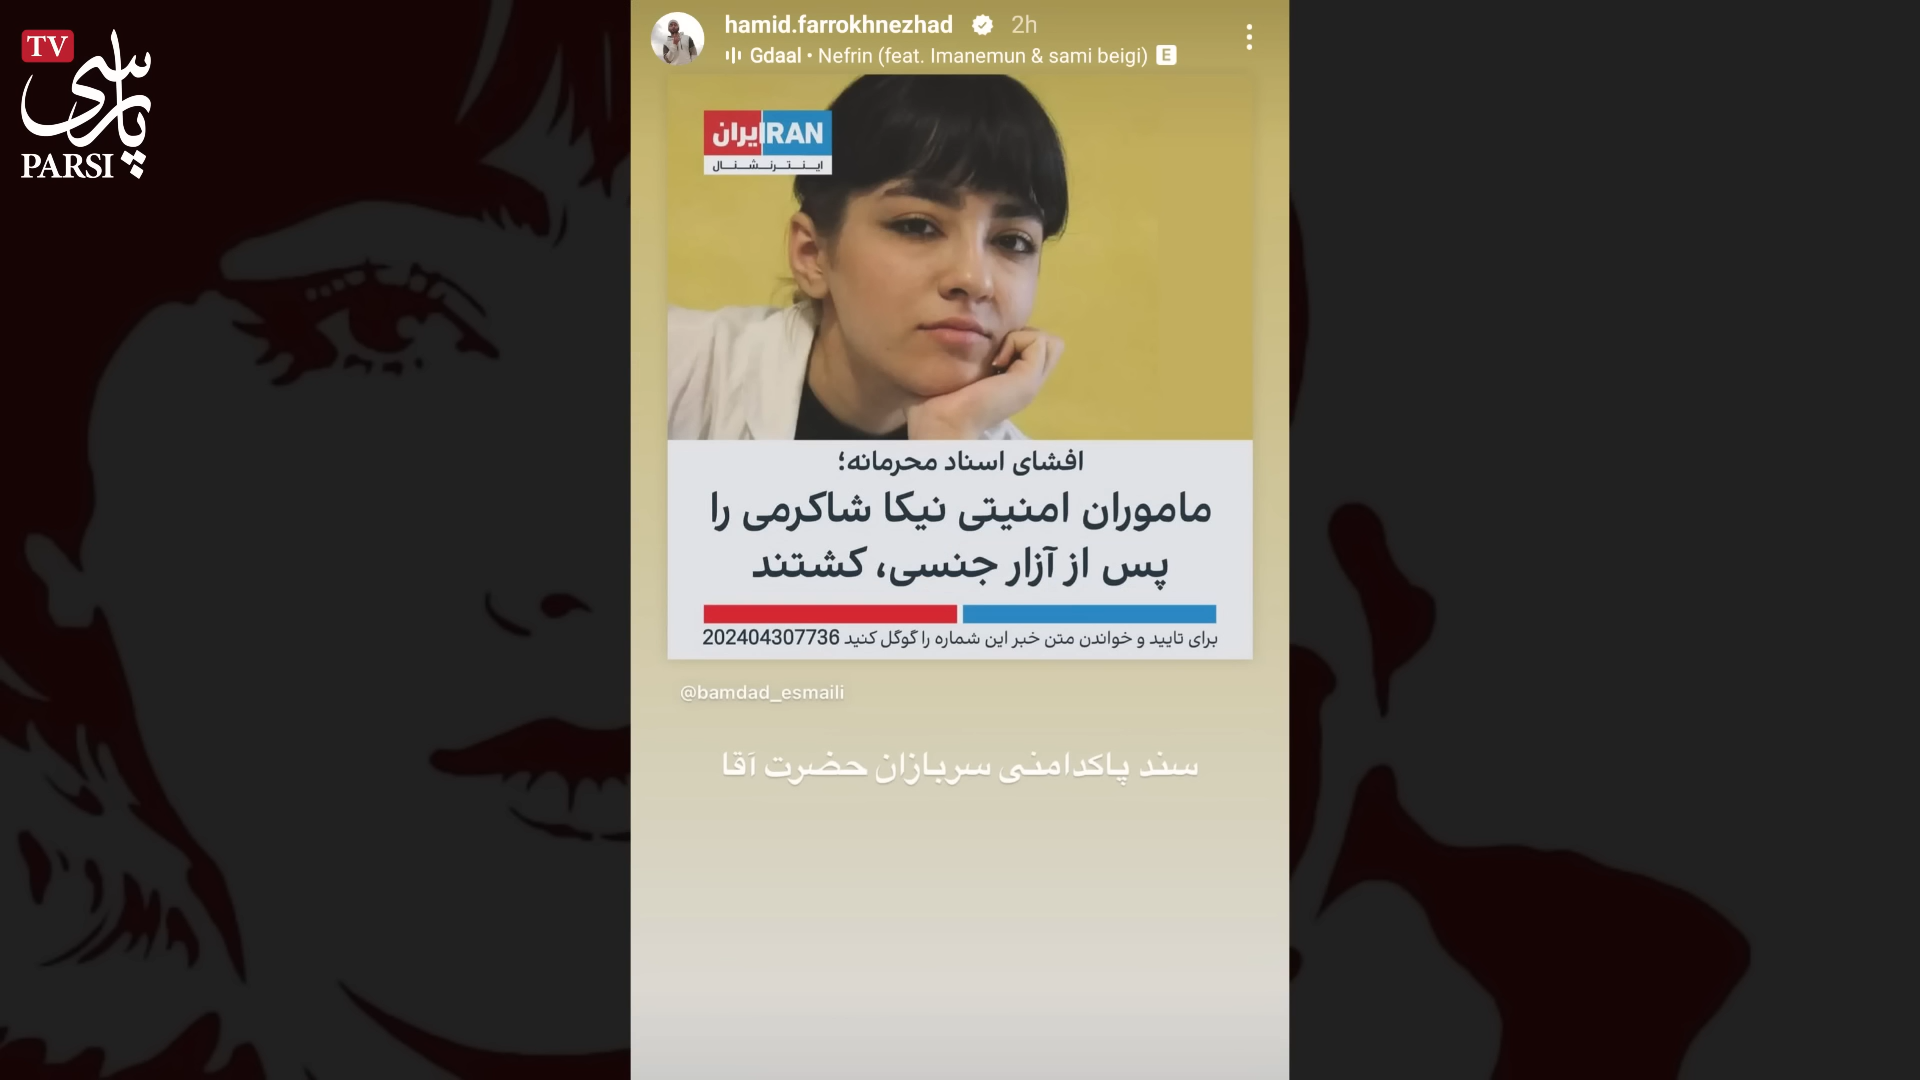 TV
پارسی
PARSI
hamid.farrokhnezhad 2h
Gdaal • Nefrin (feat. Imanemun & sami beigi) E
ایران IRAN
اینترنشنال
افشای اسناد محرمانه؛
ماموران امنیتی نیکا شاکرمی را
پس از آزار جنسی، کشتند
برای تایید و خواندن متن خبر این شماره را گوگل کنید 202404307736
@bamdad_esmaili
سند پاکدامنی سربازان حضرت آقا